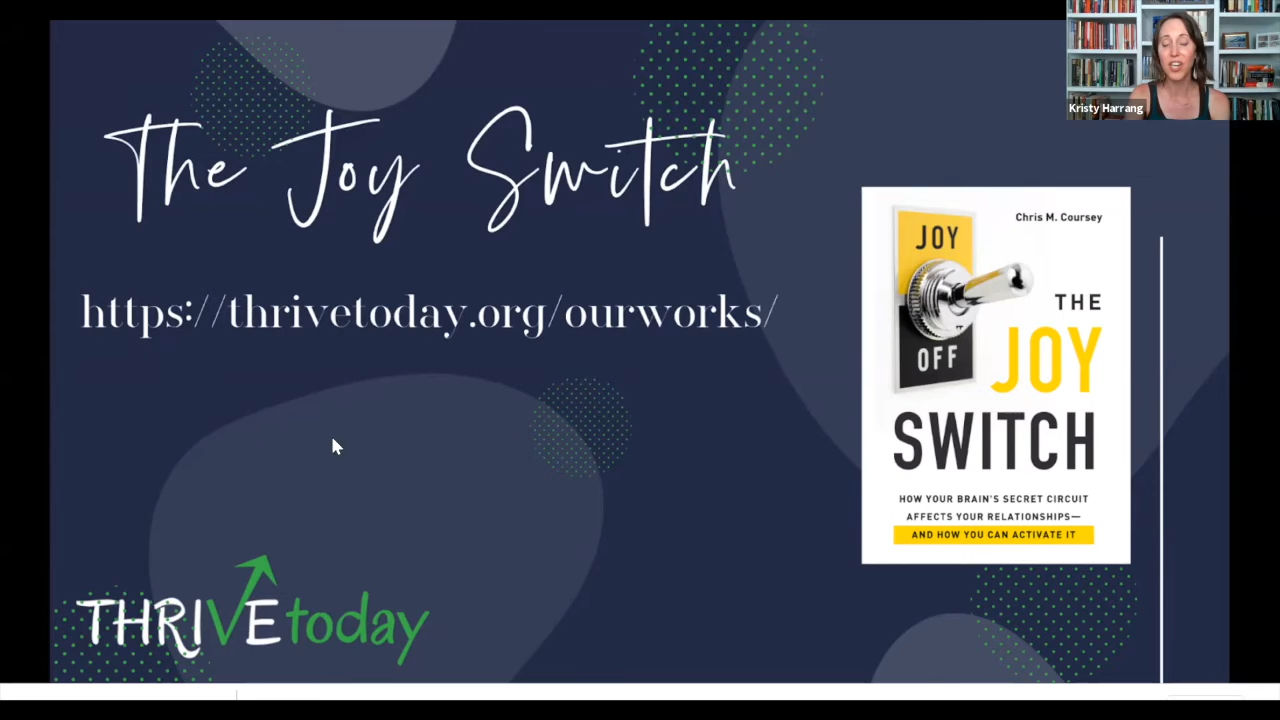 The Joy Switch
https://thrivetoday.org/ourworks/
THRIVEtoday
Kristy Harrang
Chris M. Coursey
JOY
OFF
THE
JOY
SWITCH
HOW YOUR BRAIN'S SECRET CIRCUIT
AFFECTS YOUR RELATIONSHIPS—
AND HOW YOU CAN ACTIVATE IT